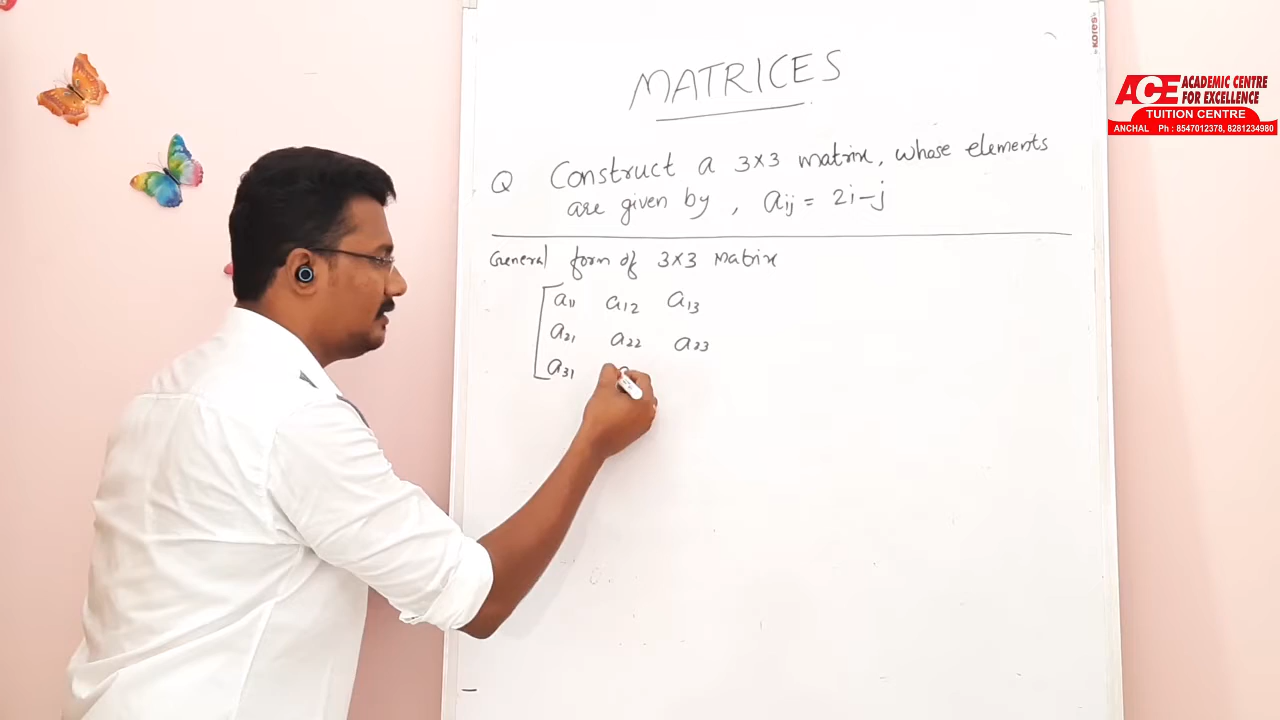 MATRICES
Q Construct a 3×3 matrix, whose elements
are given by, aij = 2i-j
General form of 3×3 Matrix
a11 a12 a13
a21 a22 a23
a31
KORES
ACE ACADEMIC CENTRE
FOR EXCELLENCE
TUITION CENTRE
ANCHAL Ph : 8547012378, 8281234980